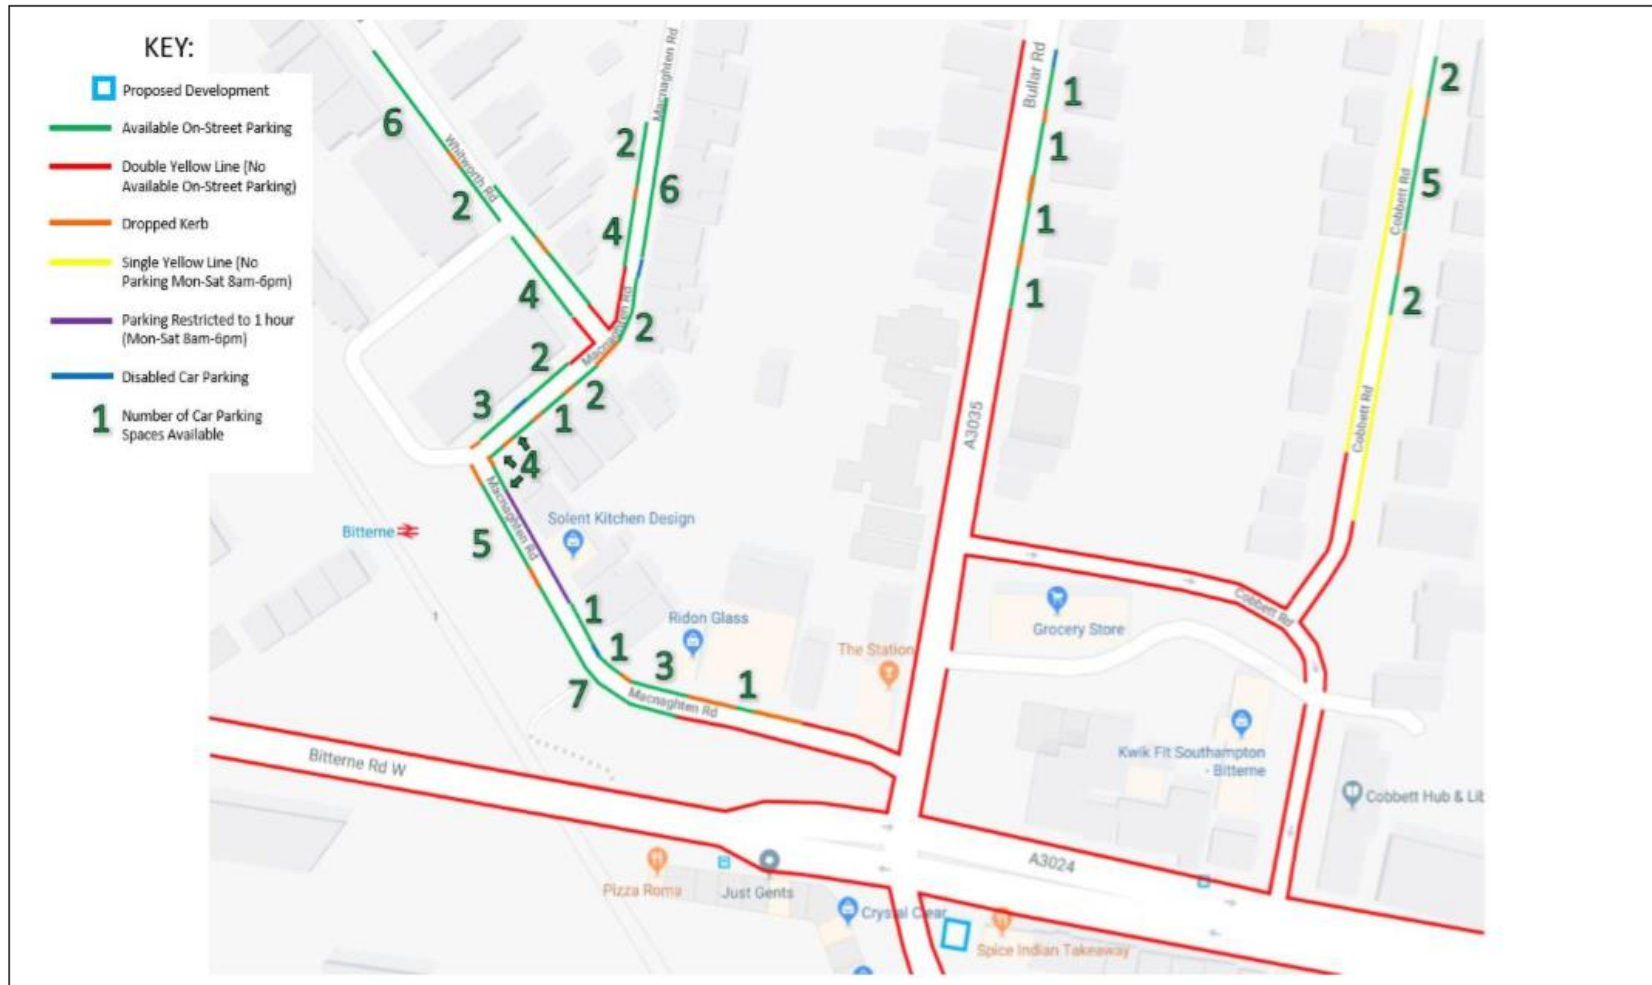 KEY:
Proposed Development
Available On-Street Parking
Double Yellow Line (No
Available On-Street Parking)
Dropped Kerb
Single Yellow Line (No
Parking Mon-Sat 8am-6pm)
Parking Restricted to 1 hour
(Mon-Sat 8am-6pm)
Disabled Car Parking
1
Number of Car Parking
Spaces Available
6
Whitworth Rd
2
4
Macnaghten Rd
2
6
4
Macnaghten Rd
2
Macnaghten Rd
2
3
2
1
4
Macnaghten Rd
5
Bitterne
Solent Kitchen Design
1
1
Ridon Glass
3
1
7
Macnaghten Rd
The Station
Bullar Rd
1
1
1
1
A3035
2
Cobbett Rd
5
2
Cobbett Rd
Cobbett Rd
Grocery Store
Kwik Fit Southampton
- Bitterne
Cobbett Hub & Lib
Bitterne Rd W
A3024
Pizza Roma
Just Gents
Crystal Clear
Spice Indian Takeaway